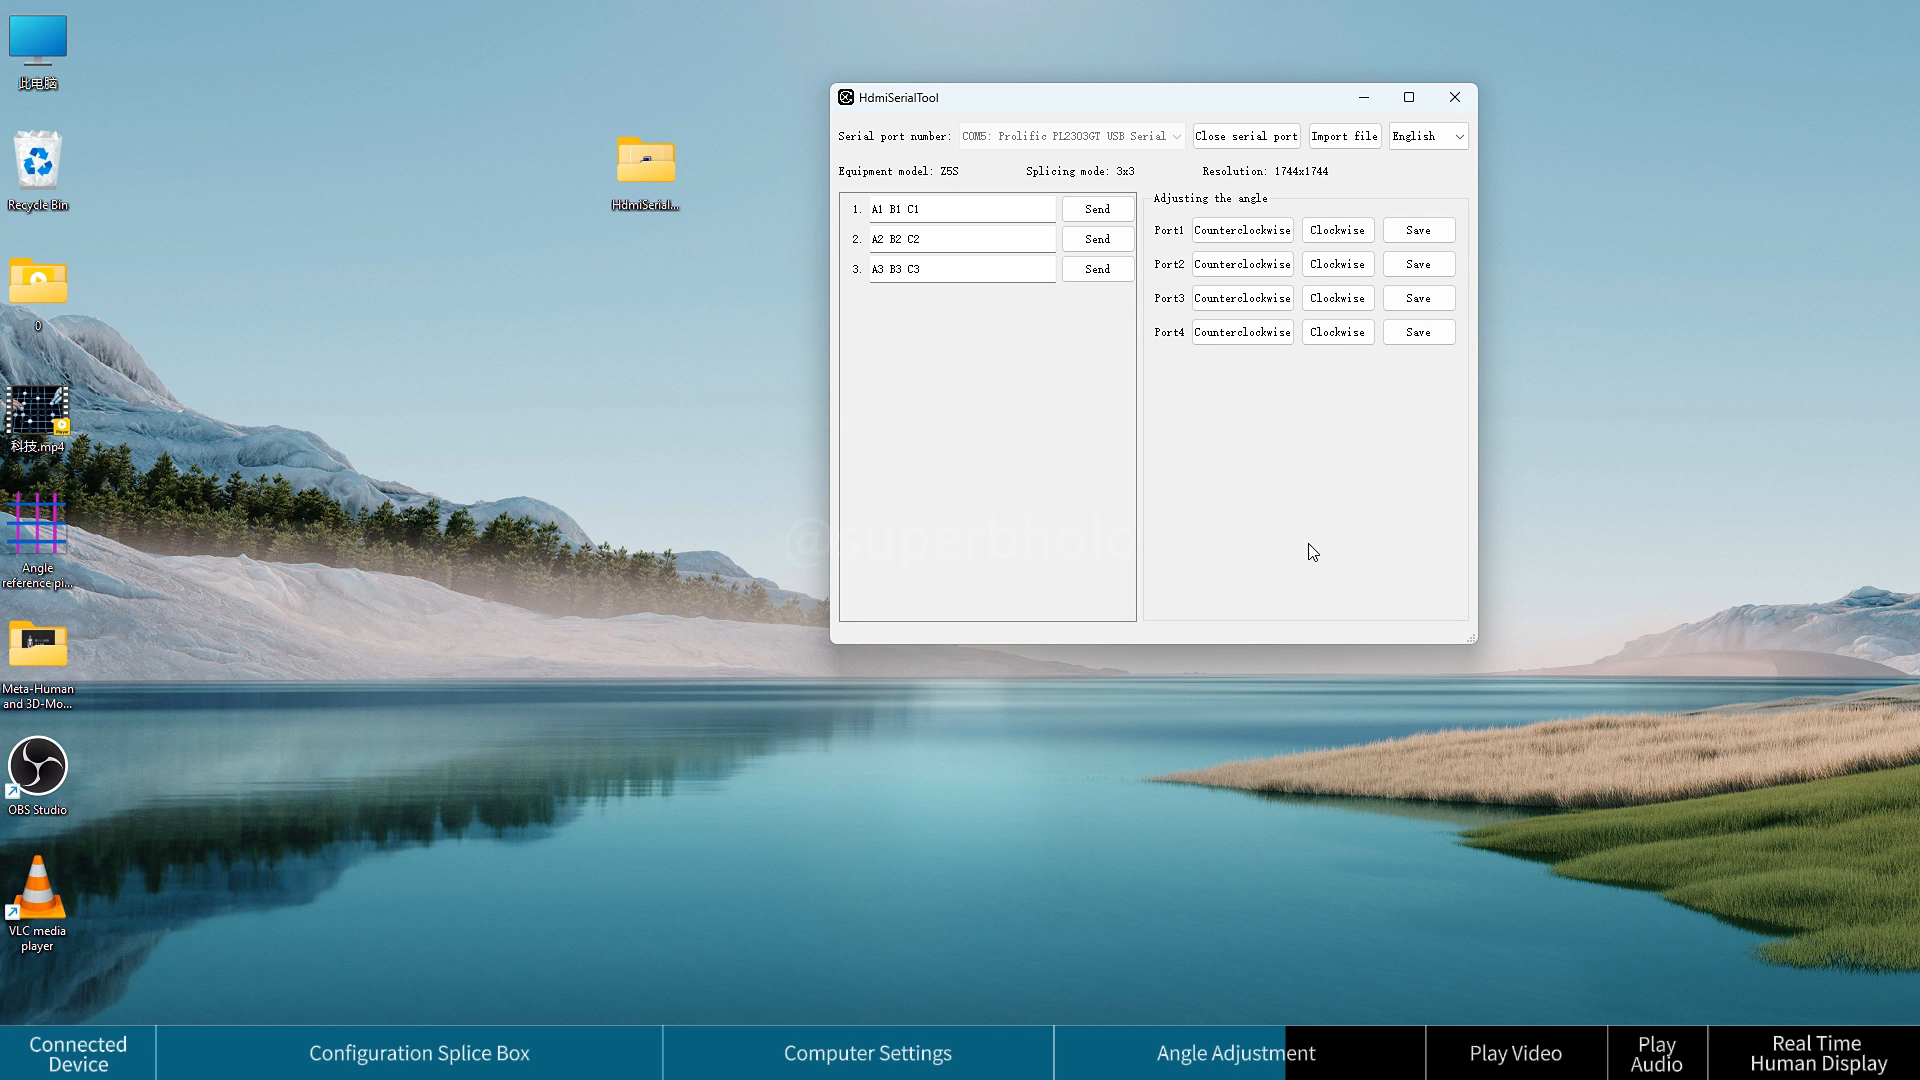 此电脑
Recycle Bin
0
科技.mp4
Angle
reference pi...
Meta-Human
and 3D-Mo...
OBS Studio
VLC media
player
HdmiSerial...
HdmiSerialTool
Serial port number: COM5: Prolific PL2303GT USB Serial Close serial port Import file English
Equipment model: Z5S Splicing mode: 3x3 Resolution: 1744x1744
1. A1 B1 C1 Send
2. A2 B2 C2 Send
3. A3 B3 C3 Send
Adjusting the angle
Port1 Counterclockwise Clockwise Save
Port2 Counterclockwise Clockwise Save
Port3 Counterclockwise Clockwise Save
Port4 Counterclockwise Clockwise Save
@superbholo
Connected
Device
Configuration Splice Box
Computer Settings
Angle Adjustment
Play Video
Play
Audio
Real Time
Human Display